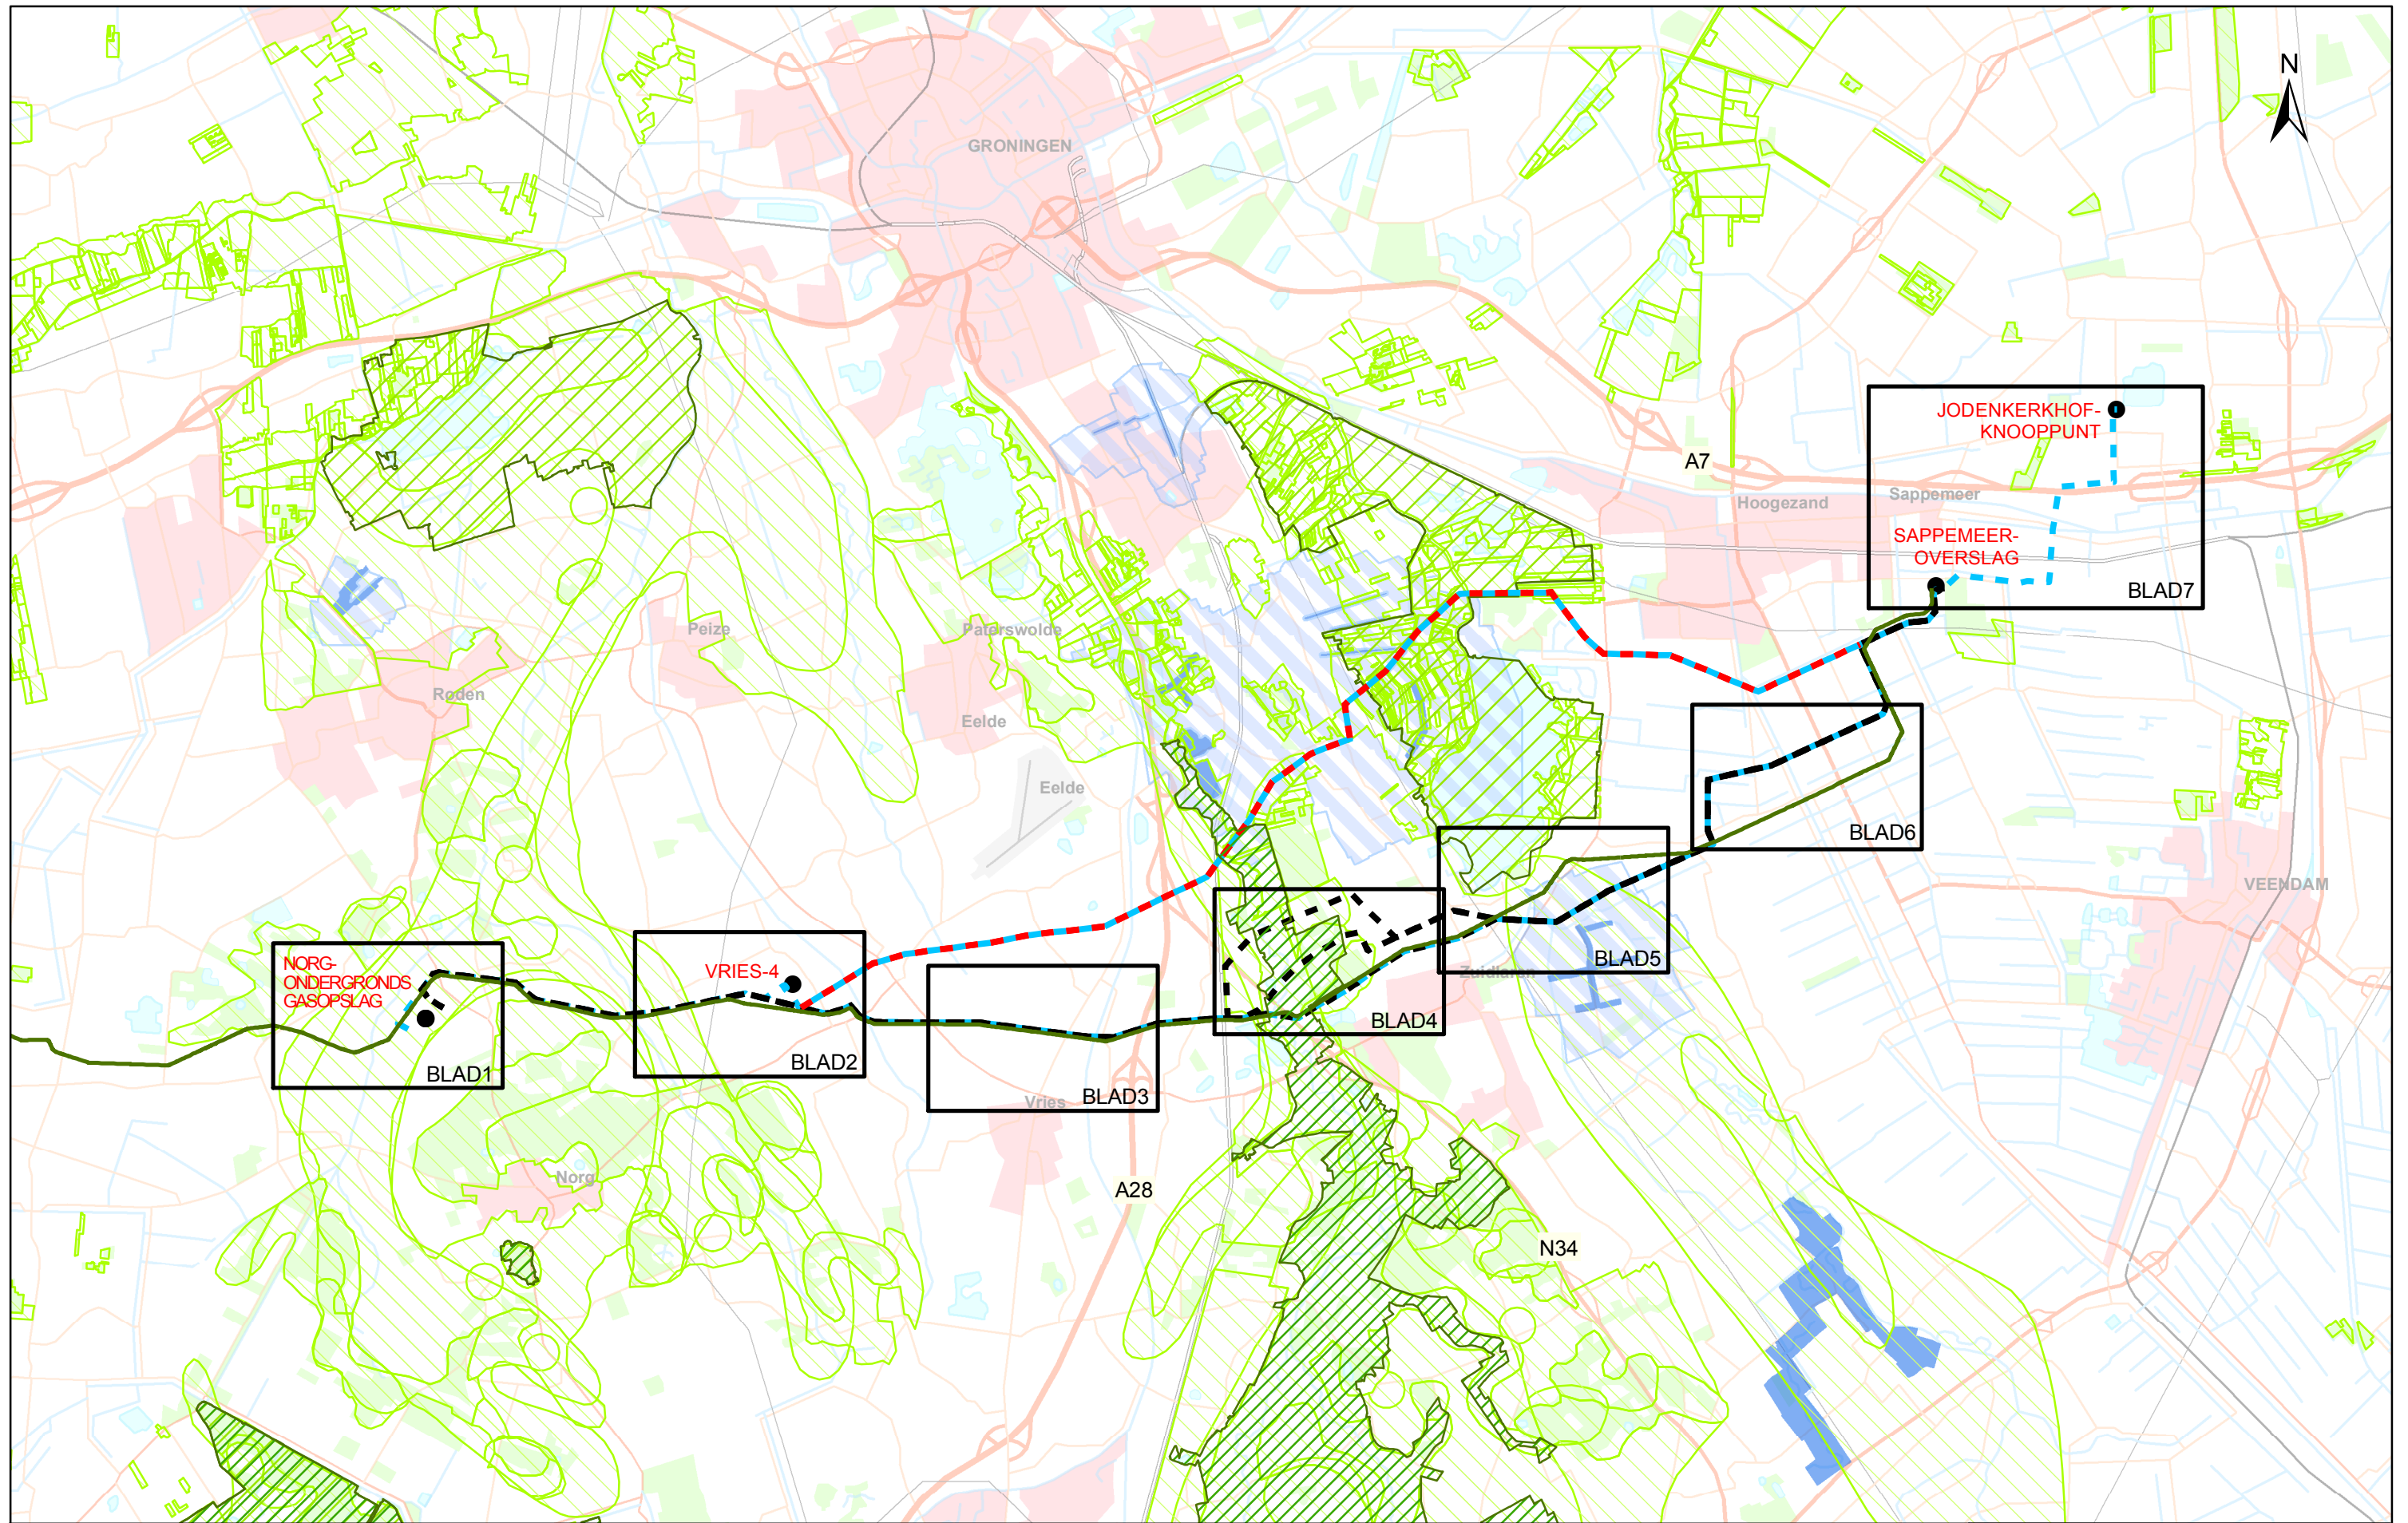 N
GRONINGEN
JODENKERKHOF-
KNOOPPUNT
A7
Hoogezand
Sappemeer
SAPPEMEER-
OVERSLAG
BLAD7
Peize
Paterswolde
Roden
Eelde
Eelde
BLAD6
VEENDAM
NORG-
ONDERGRONDS
GASOPSLAG
BLAD1
VRIES-4
BLAD2
BLAD3
Vries
BLAD4
Zuidlaren
BLAD5
Norg
A28
N34